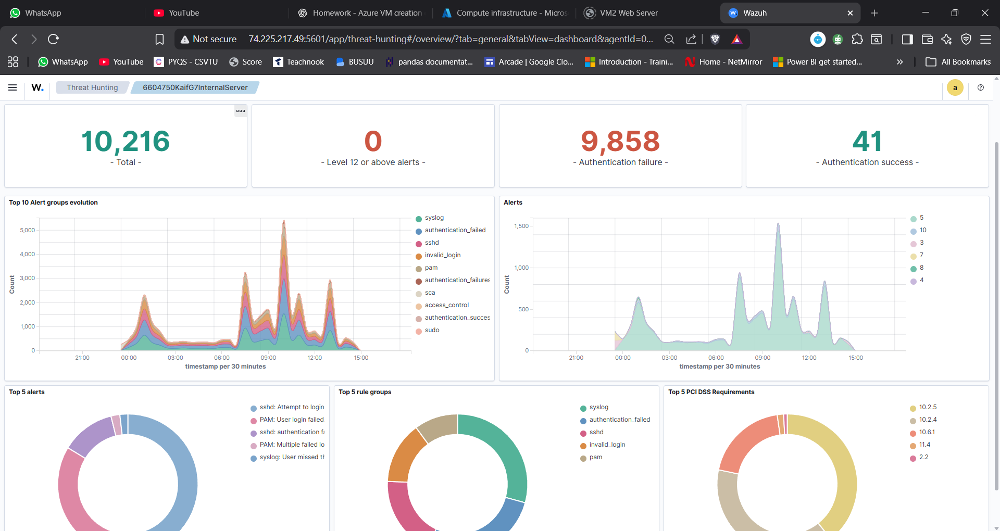 WhatsApp
YouTube
Homework - Azure VM creation
Compute infrastructure - Micros
VM2 Web Server
Wazuh
Not secure
74.225.217.49:5601/app/threat-hunting#/overview/?tab=general&tabView=dashboard&agentId=0...
WhatsApp
YouTube
PYQS - CSVTU
Score
Teachnook
BUSUU
pandas documentat...
Arcade | Google Clo...
Introduction - Traini...
Home - NetMirror
Power BI get started...
»
All Bookmarks
W.
Threat Hunting
6604750KaifG7InternalServer
a
10,216
- Total -
0
- Level 12 or above alerts -
9,858
- Authentication failure -
41
- Authentication success -
Top 10 Alert groups evolution
Count
5,000
4,000
3,000
2,000
1,000
0
21:00
00:00
03:00
06:00
09:00
12:00
15:00
timestamp per 30 minutes
syslog
authentication_failed
sshd
invalid_login
pam
authentication_failures
sca
access_control
authentication_succes
sudo
Alerts
Count
1,500
1,000
500
0
21:00
00:00
03:00
06:00
09:00
12:00
15:00
timestamp per 30 minutes
5
10
3
7
8
4
Top 5 alerts
sshd: Attempt to login
PAM: User login failed
sshd: authentication fa
PAM: Multiple failed lo
syslog: User missed th
Top 5 rule groups
syslog
authentication_failed
sshd
invalid_login
pam
Top 5 PCI DSS Requirements
10.2.5
10.2.4
10.6.1
11.4
2.2